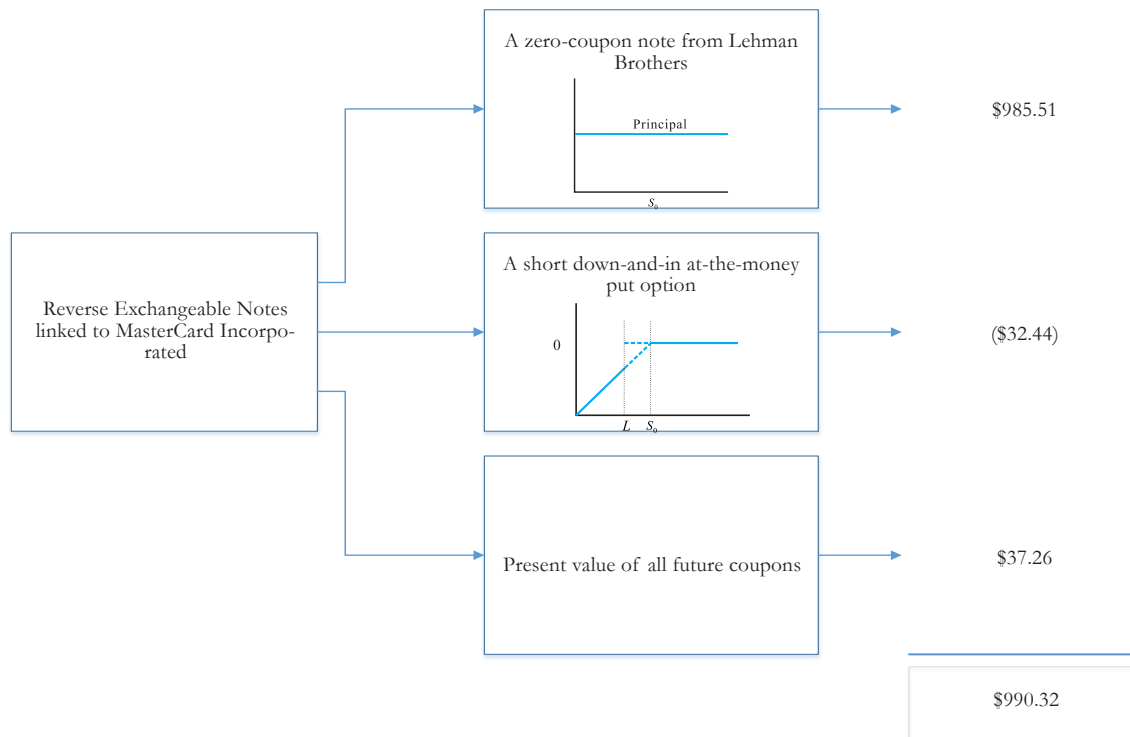 A zero-coupon note from Lehman
Brothers
Principal
S₀
$985.51
Reverse Exchangeable Notes
linked to MasterCard Incorpo-
rated
A short down-and-in at-the-money
put option
0
L S₀
($32.44)
Present value of all future coupons
$37.26
$990.32